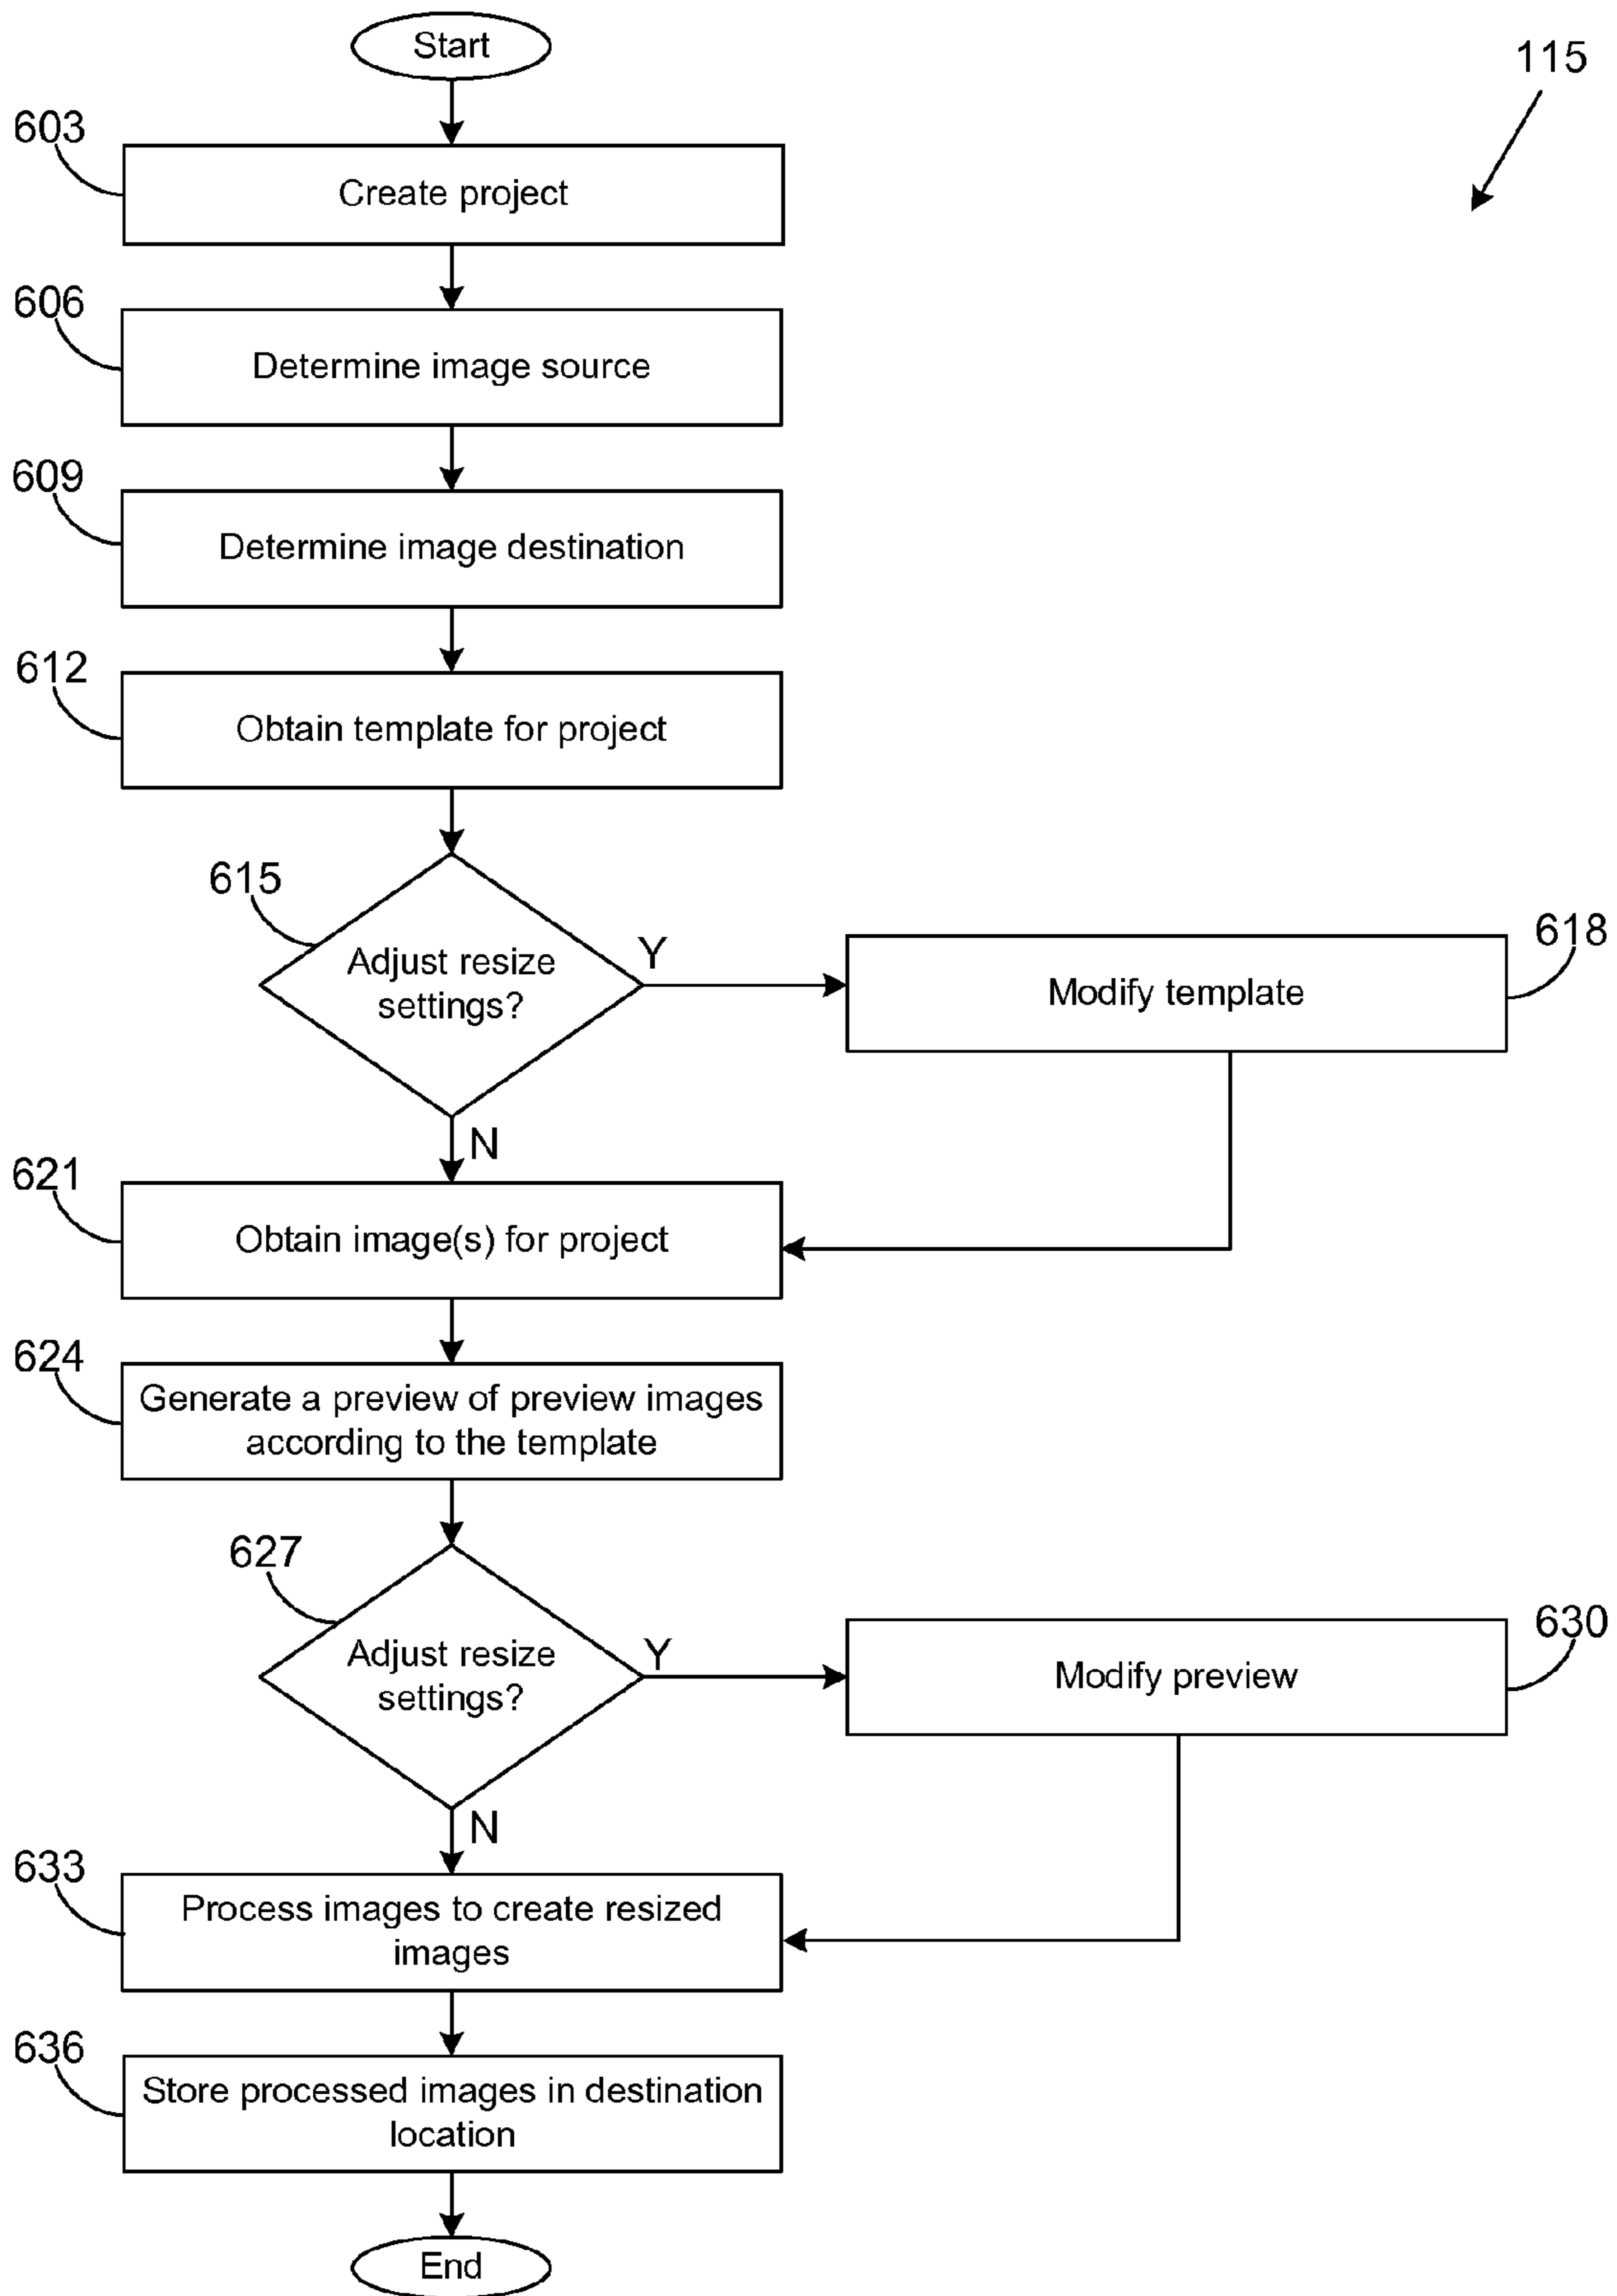 Start
115
603
Create project
606
Determine image source
609
Determine image destination
612
Obtain template for project
615
Adjust resize
settings?
Y
618
Modify template
N
621
Obtain image(s) for project
624
Generate a preview of preview images
according to the template
627
Adjust resize
settings?
Y
630
Modify preview
N
633
Process images to create resized
images
636
Store processed images in destination
location
End